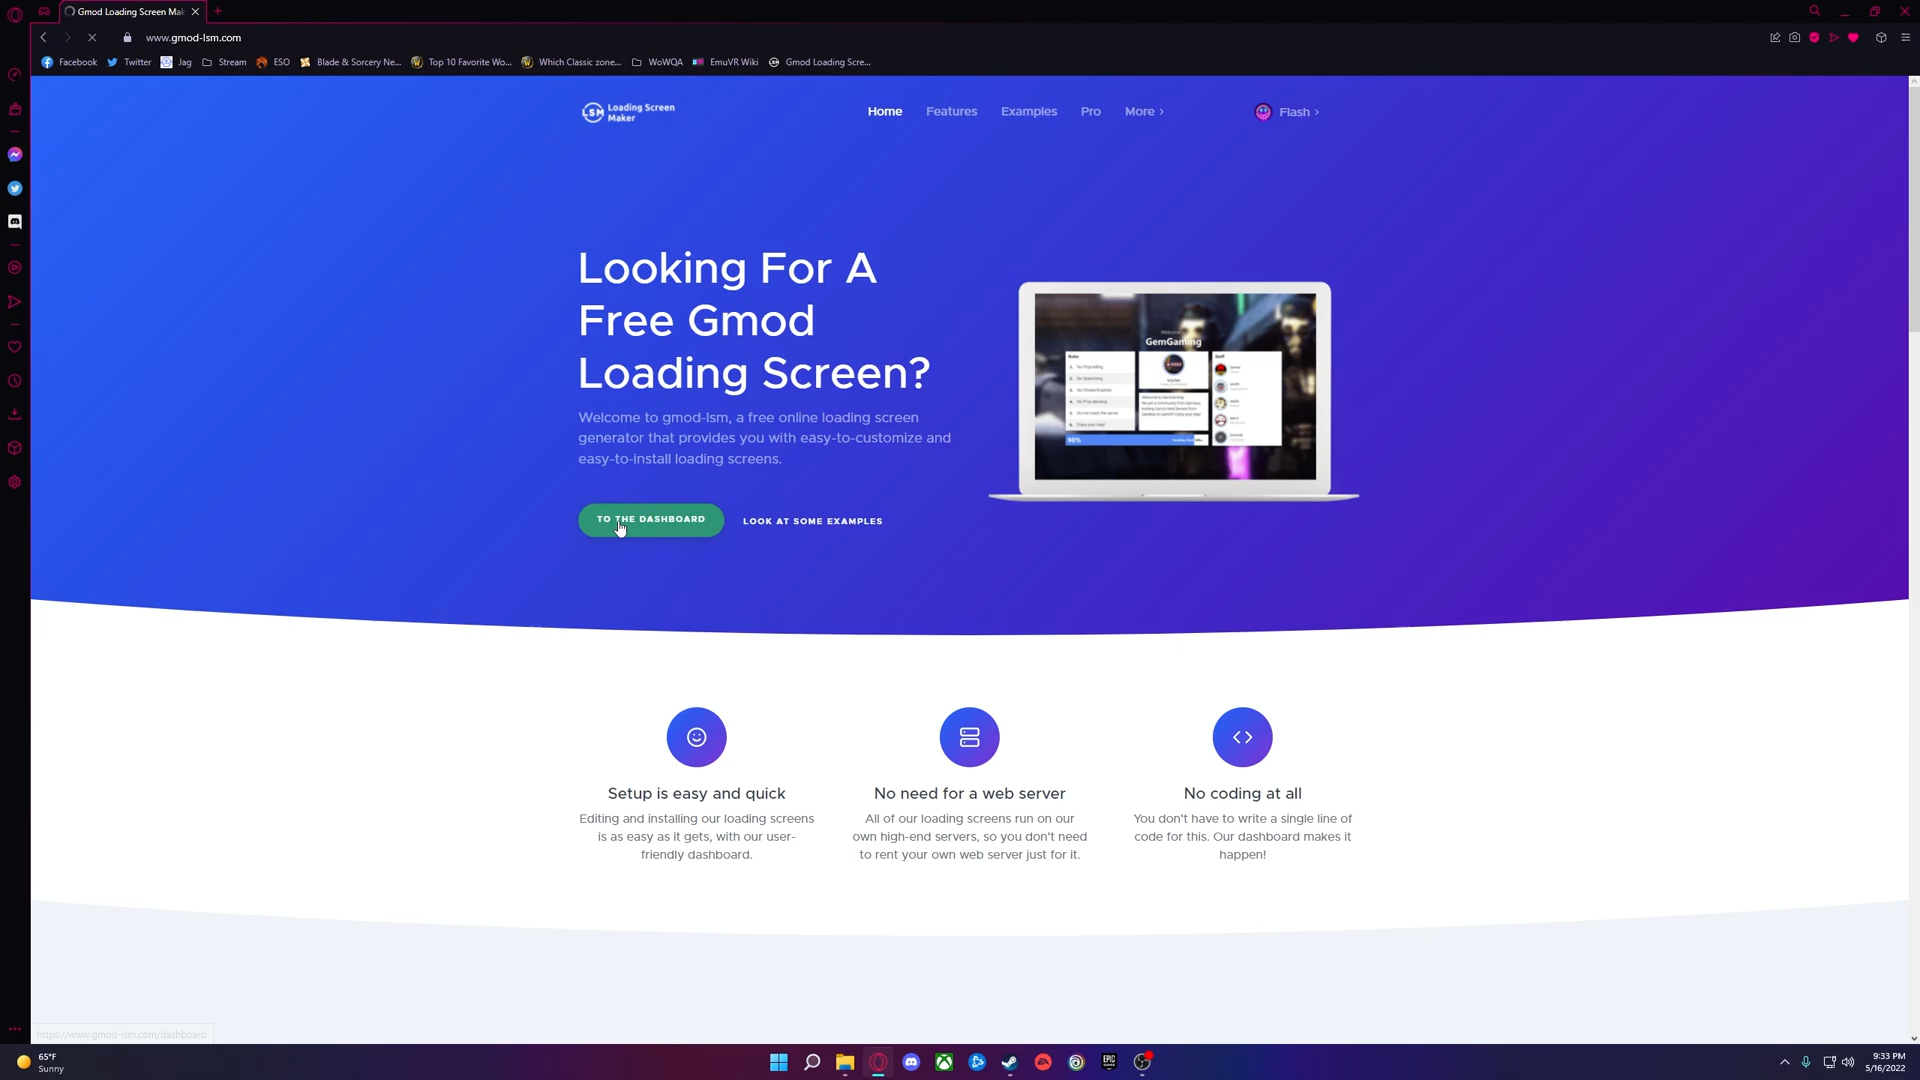 Gmod Loading Screen Ma
www.gmod-lsm.com
Facebook Twitter Jag Stream ESO Blade & Sorcery Ne... Top 10 Favorite Wo... Which Classic zone... WoWQA EmuVR Wiki Gmod Loading Scre...
LSM Loading Screen
Maker
Home Features Examples Pro More › Flash ›
Looking For A
Free Gmod
Loading Screen?
Welcome to gmod-lsm, a free online loading screen
generator that provides you with easy-to-customize and
easy-to-install loading screens.
TO THE DASHBOARD LOOK AT SOME EXAMPLES
Welcome
GemGaming
Rules
Staff
90%
Setup is easy and quick
Editing and installing our loading screens
is as easy as it gets, with our user-
friendly dashboard.
No need for a web server
All of our loading screens run on our
own high-end servers, so you don't need
to rent your own web server just for it.
No coding at all
You don't have to write a single line of
code for this. Our dashboard makes it
happen!
https://www.gmod-lsm.com/dashboard
65°F
Sunny
EA
EPIC
9:33 PM
5/16/2022